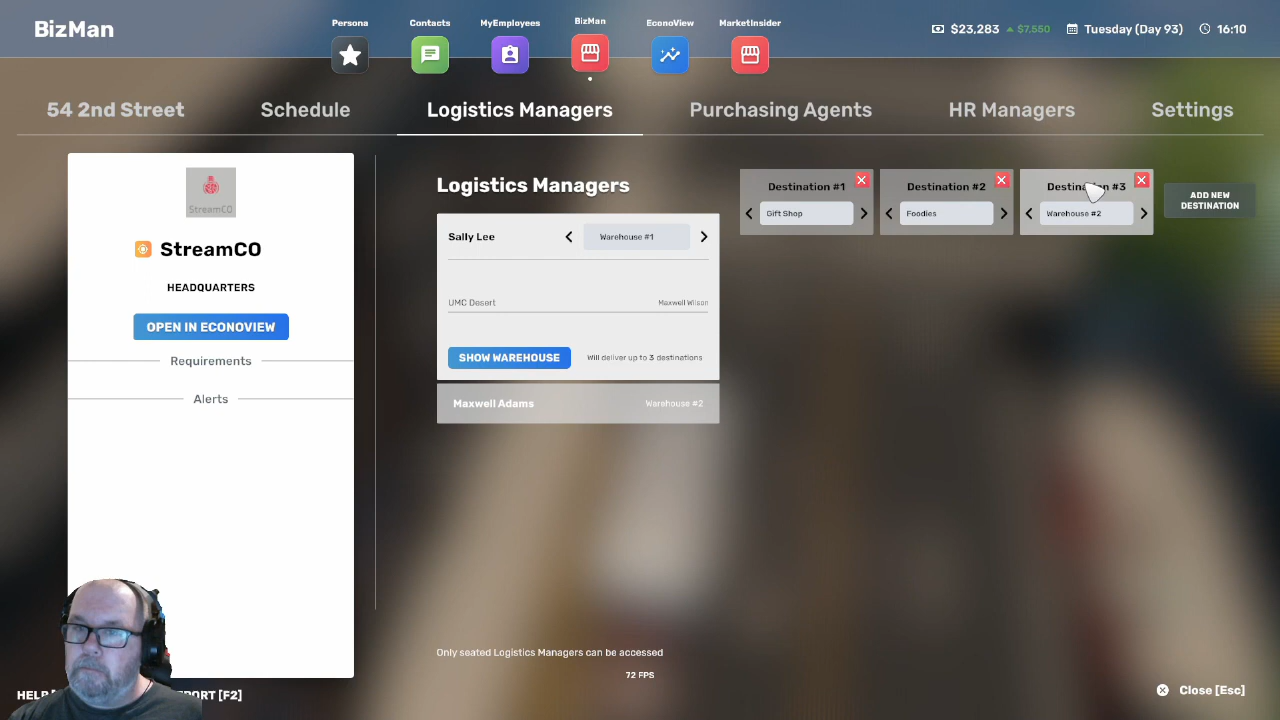 BizMan
Persona
Contacts
MyEmployees
BizMan
EconoView
MarketInsider
$23,283
$7,550
Tuesday (Day 93)
16:10
54 2nd Street
Schedule
Logistics Managers
Purchasing Agents
HR Managers
Settings
StreamCO
StreamCO
HEADQUARTERS
OPEN IN ECONOVIEW
Requirements
Alerts
Logistics Managers
Sally Lee
Warehouse #1
UMC Desert
Maxwell Wilson
SHOW WAREHOUSE
Will deliver up to 3 destinations
Maxwell Adams
Warehouse #2
Destination #1
Gift Shop
Destination #2
Foodies
Destination #3
Warehouse #2
ADD NEW
DESTINATION
Only seated Logistics Managers can be accessed
72 FPS
HEL
PORT [F2]
Close [Esc]